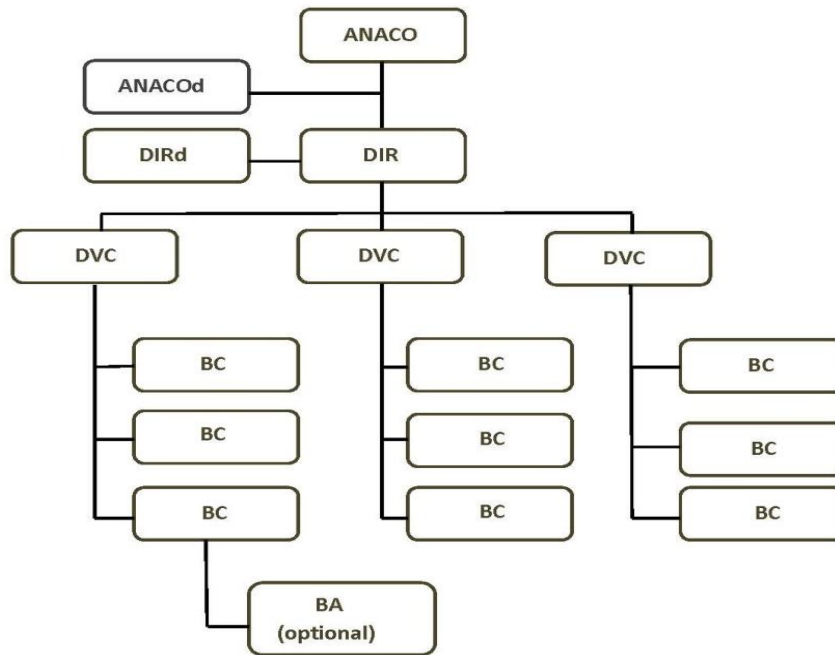 ANACO
ANACOd
DIRd
DIR
DVC
DVC
DVC
BC
BC
BC
BC
BC
BC
BC
BC
BC
BA
(optional)